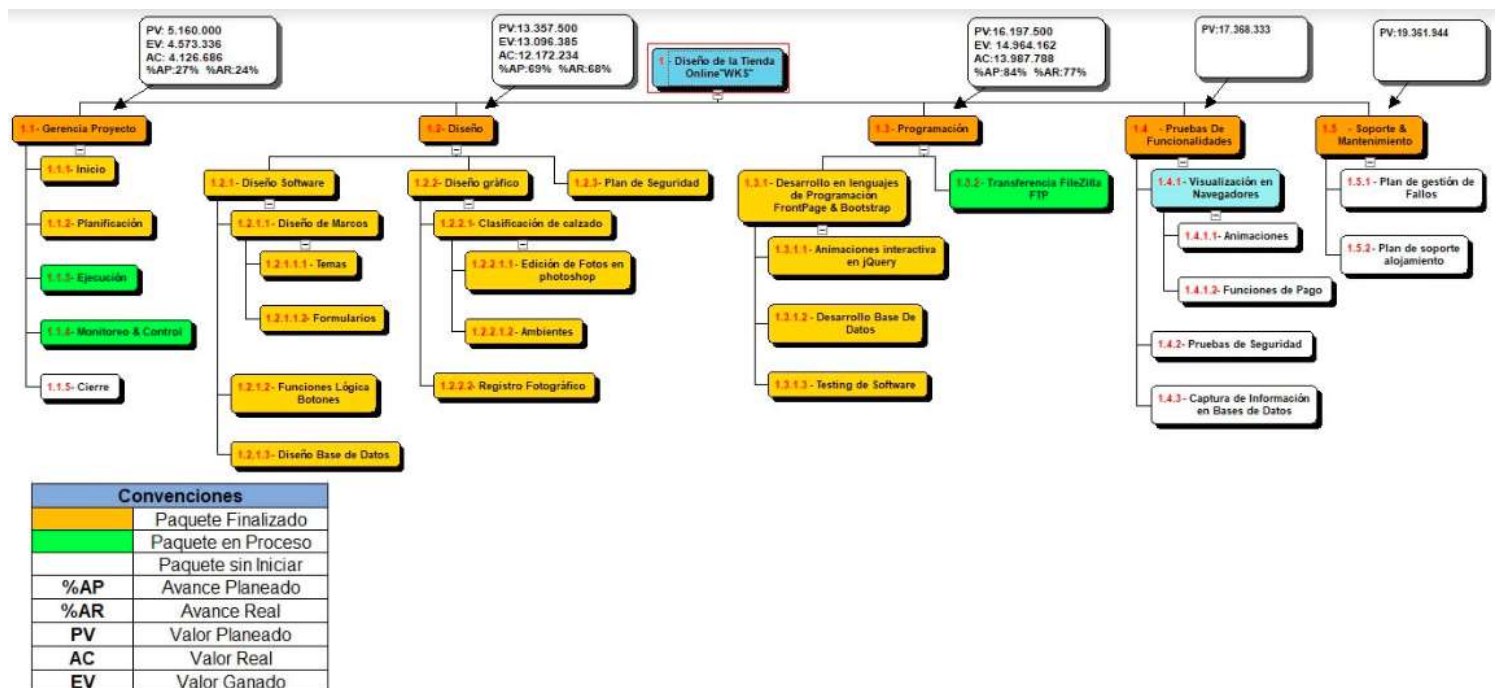 PV: 5.160.000
EV: 4.573.336
AC: 4.126.686
%AP:27% %AR:24%
PV:13.357.500
EV:13.096.385
AC:12.172.234
%AP:69% %AR:68%
1 - Diseño de la Tienda
Online"WKS"
PV:16.197.500
EV: 14.964.162
AC:13.987.788
%AP:84% %AR:77%
PV:17.368.333
PV:19.361.944
1.1- Gerencia Proyecto
1.1.1- Inicio
1.1.2- Planificación
1.1.3- Ejecución
1.1.4- Monitoreo & Control
1.1.5- Cierre
1.2- Diseño
1.2.1- Diseño Software
1.2.1.1- Diseño de Marcos
1.2.1.1.1 - Temas
1.2.1.1.2- Formularios
1.2.1.2- Funciones Lógica
Botones
1.2.1.3- Diseño Base de Datos
1.2.2- Diseño gràfico
1.2.2.1- Clasificación de calzado
1.2.2.1.1- Edición de Fotos en
photoshop
1.2.2.1.2- Ambientes
1.2.2.2- Registro Fotográfico
1.2.3- Plan de Seguridad
1.3- Programación
1.3.1- Desarrollo en lenguajes
de Programacion
FrontPage & Bootstrap
1.3.1.1- Animaciones interactiva
en jQuery
1.3.1.2 - Desarrollo Base De
Datos
1.3.1.3 - Testing de Software
1.3.2- Transferencia FileZilla
FTP
1.4 - Pruebas De
Funcionalidades
1.4.1- Visualización en
Navegadores
1.4.1.1- Animaciones
1.4.1.2- Funciones de Pago
1.4.2- Pruebas de Seguridad
1.4.3- Captura de Información
en Bases de Datos
1.5 - Soporte &
Mantenimiento
1.5.1 - Plan de gestión de
Fallos
1.5.2- Plan de soporte
alojamiento
Convenciones
Paquete Finalizado
Paquete en Proceso
Paquete sin Iniciar
%AP Avance Planeado
%AR Avance Real
PV Valor Planeado
AC Valor Real
EV Valor Ganado